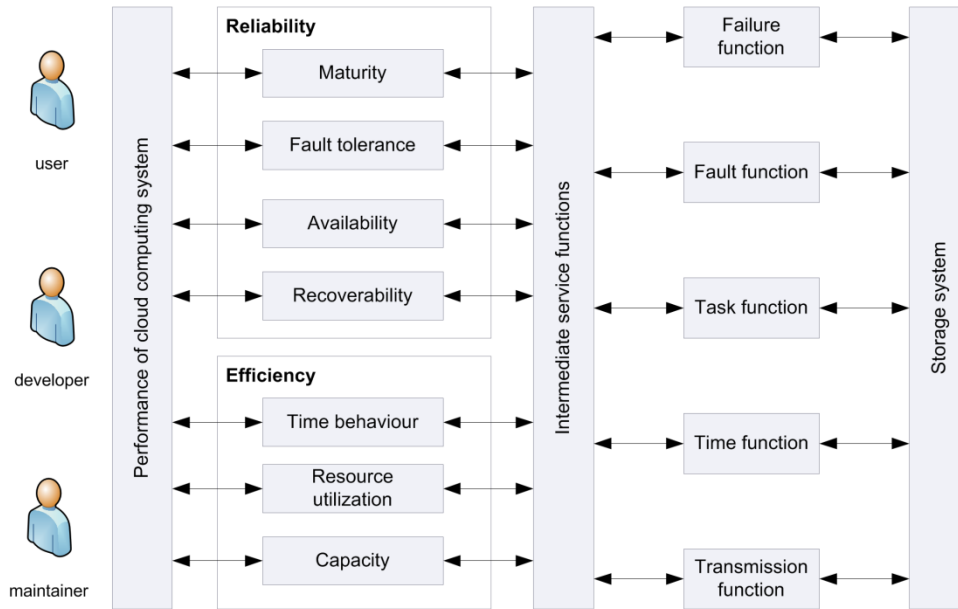 user
developer
maintainer
Performance of cloud computing system
Reliability
Maturity
Fault tolerance
Availability
Recoverability
Efficiency
Time behaviour
Resource
utilization
Capacity
Intermediate service functions
Failure
function
Fault function
Task function
Time function
Transmission
function
Storage system